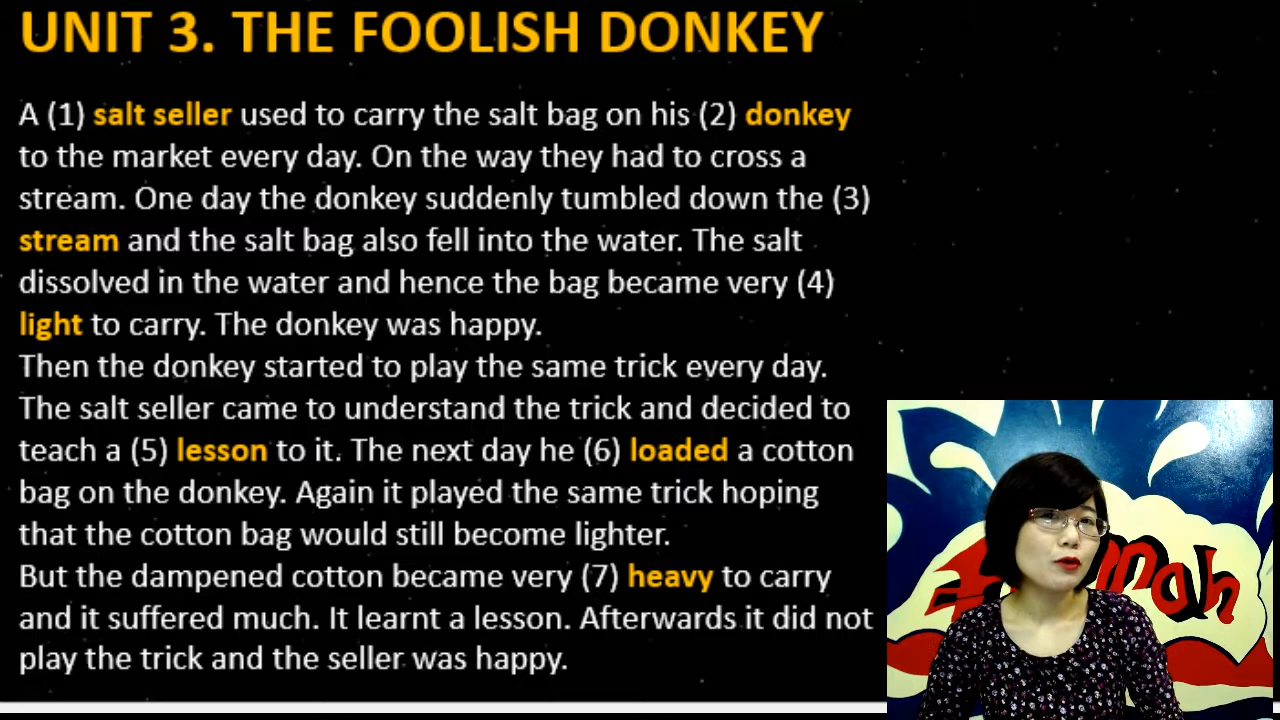 UNIT 3. THE FOOLISH DONKEY
A (1) salt seller used to carry the salt bag on his (2) donkey
to the market every day. On the way they had to cross a
stream. One day the donkey suddenly tumbled down the (3)
stream and the salt bag also fell into the water. The salt
dissolved in the water and hence the bag became very (4)
light to carry. The donkey was happy.
Then the donkey started to play the same trick every day.
The salt seller came to understand the trick and decided to
teach a (5) lesson to it. The next day he (6) loaded a cotton
bag on the donkey. Again it played the same trick hoping
that the cotton bag would still become lighter.
But the dampened cotton became very (7) heavy to carry
and it suffered much. It learnt a lesson. Afterwards it did not
play the trick and the seller was happy.